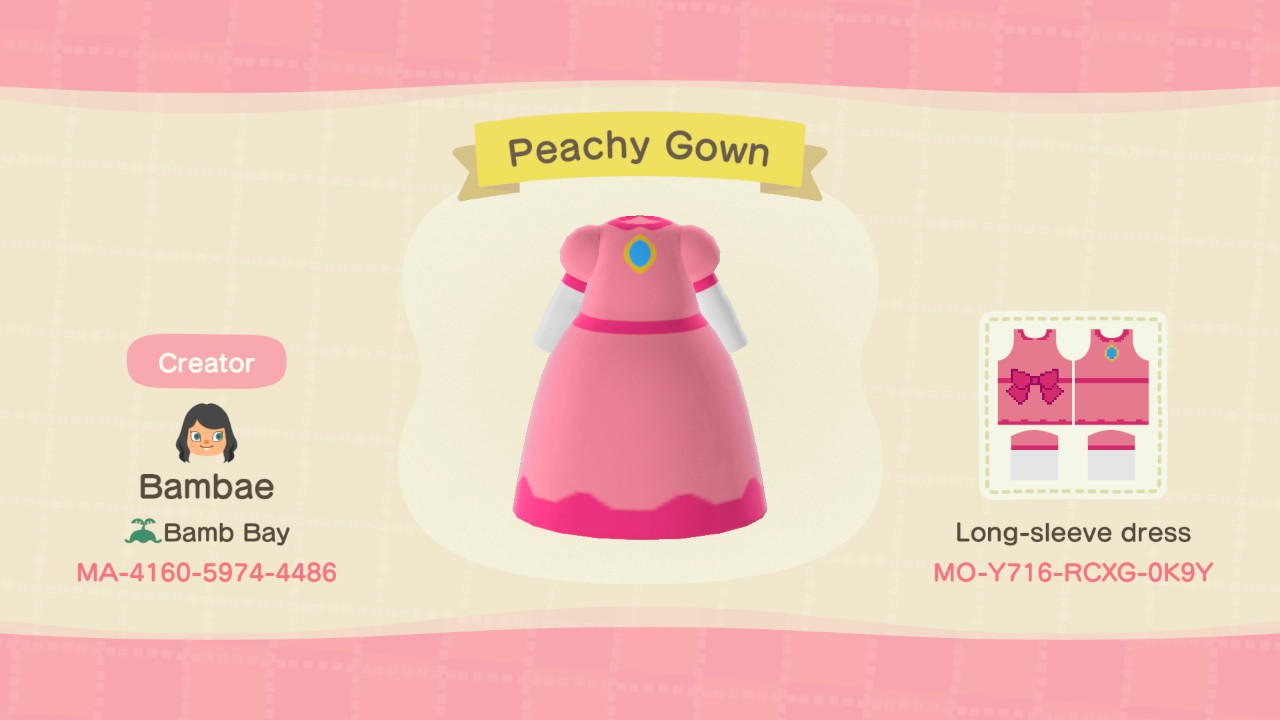 Peachy Gown
Creator
Bambae
Bamb Bay
MA-4160-5974-4486
Long-sleeve dress
MO-Y716-RCXG-0K9Y